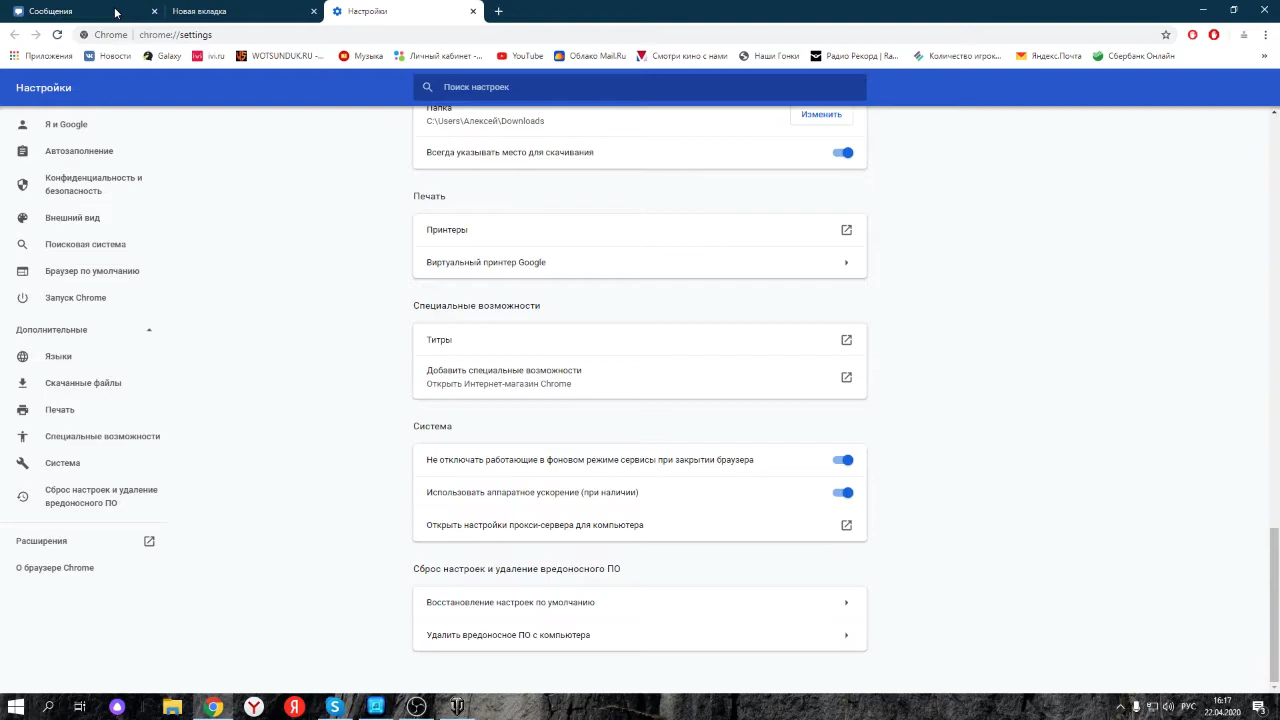 Сообщения
Новая вкладка
Настройки
Chrome | chrome://settings
Приложения
Новости
Galaxy
ivi
ivi.ru
WOTSUNDUK.RU -...
Музыка
Личный кабинет -...
YouTube
Облако Mail.Ru
Смотри кино с нами
Наши Гонки
Радио Рекорд | Ra...
Количество игрок...
Яндекс.Почта
Сбербанк Онлайн
»
Настройки
Поиск настроек
Я и Google
Автозаполнение
Конфиденциальность и
безопасность
Внешний вид
Поисковая система
Браузер по умолчанию
Запуск Chrome
Дополнительные
Языки
Скачанные файлы
Печать
Специальные возможности
Система
Сброс настроек и удаление
вредоносного ПО
Расширения
О браузере Chrome
Папка
C:\Users\Алексей\Downloads
Изменить
Всегда указывать место для скачивания
Печать
Принтеры
Виртуальный принтер Google
Специальные возможности
Титры
Добавить специальные возможности
Открыть Интернет-магазин Chrome
Система
Не отключать работающие в фоновом режиме сервисы при закрытии браузера
Использовать аппаратное ускорение (при наличии)
Открыть настройки прокси-сервера для компьютера
Сброс настроек и удаление вредоносного ПО
Восстановление настроек по умолчанию
Удалить вредоносное ПО с компьютера
РУС
16:17
22.04.2020